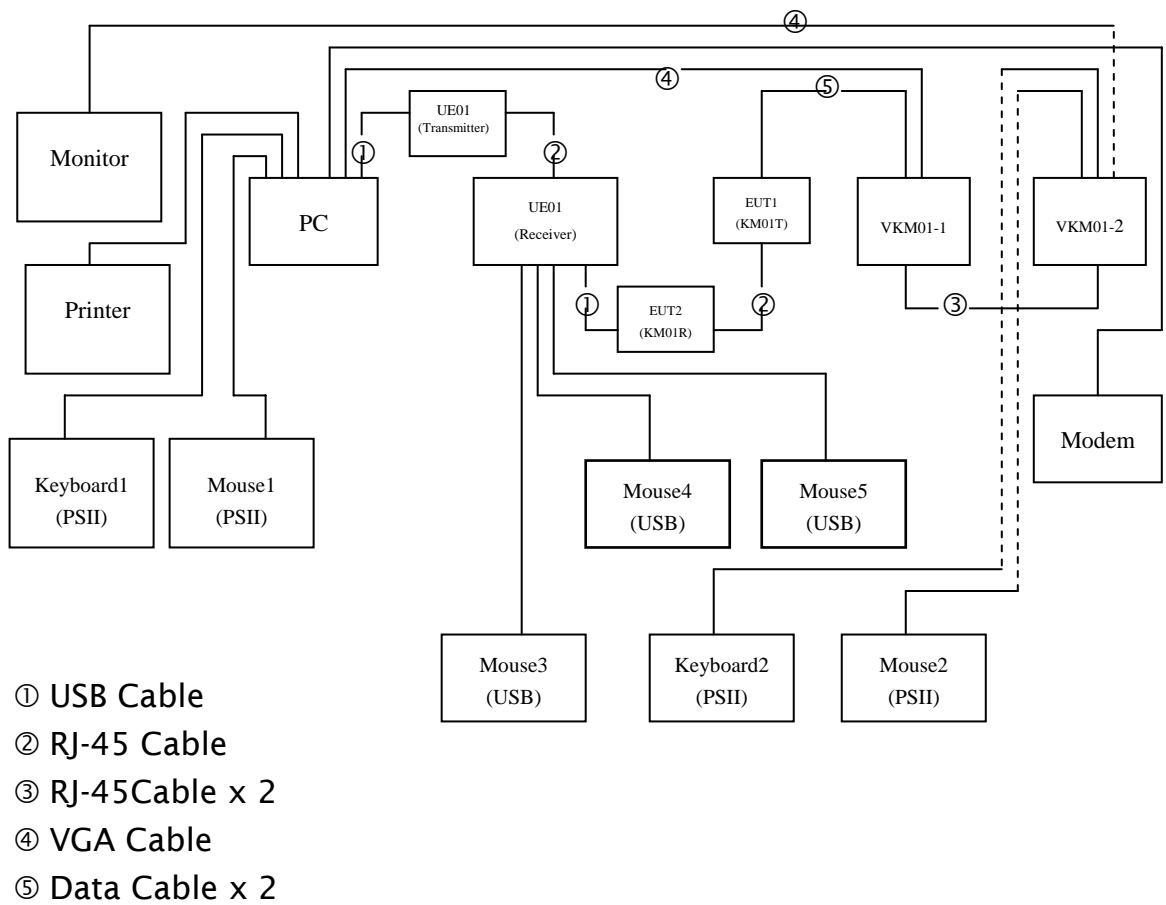 ④
④
⑤
UE01
(Transmitter)
①
②
Monitor
PC
UE01
(Receiver)
EUT1
(KM01T)
VKM01-1
VKM01-2
Printer
①
EUT2
(KM01R)
②
③
Modem
Keyboard1
(PSII)
Mouse1
(PSII)
Mouse4
(USB)
Mouse5
(USB)
Mouse3
(USB)
Keyboard2
(PSII)
Mouse2
(PSII)
① USB Cable
② RJ-45 Cable
③ RJ-45Cable x 2
④ VGA Cable
⑤ Data Cable x 2